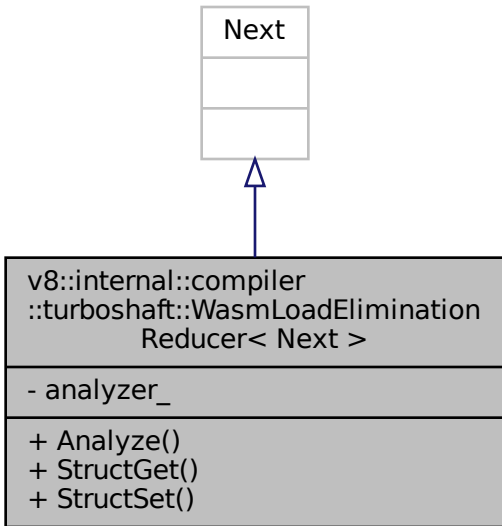 Next
v8::internal::compiler
::turboshaft::WasmLoadElimination
Reducer< Next >
- analyzer_
+ Analyze()
+ StructGet()
+ StructSet()